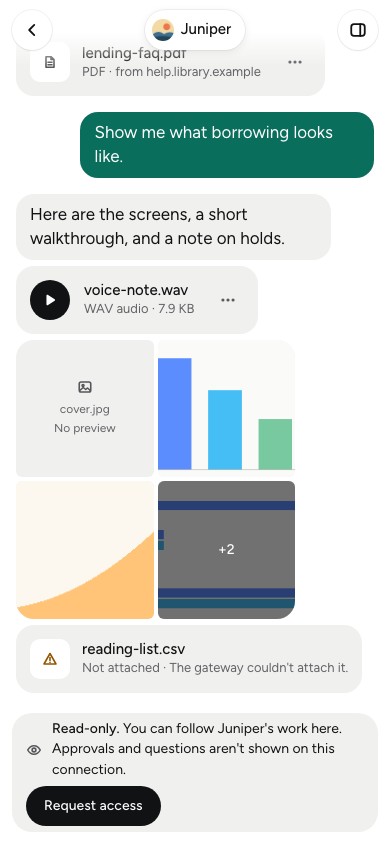 Juniper
lending-faq.pdf
PDF · from help.library.example
Show me what borrowing looks
like.
Here are the screens, a short
walkthrough, and a note on holds.
voice-note.wav
WAV audio · 7.9 KB
cover.jpg
No preview
+2
reading-list.csv
Not attached · The gateway couldn't attach it.
Read-only. You can follow Juniper's work here.
Approvals and questions aren't shown on this
connection.
Request access